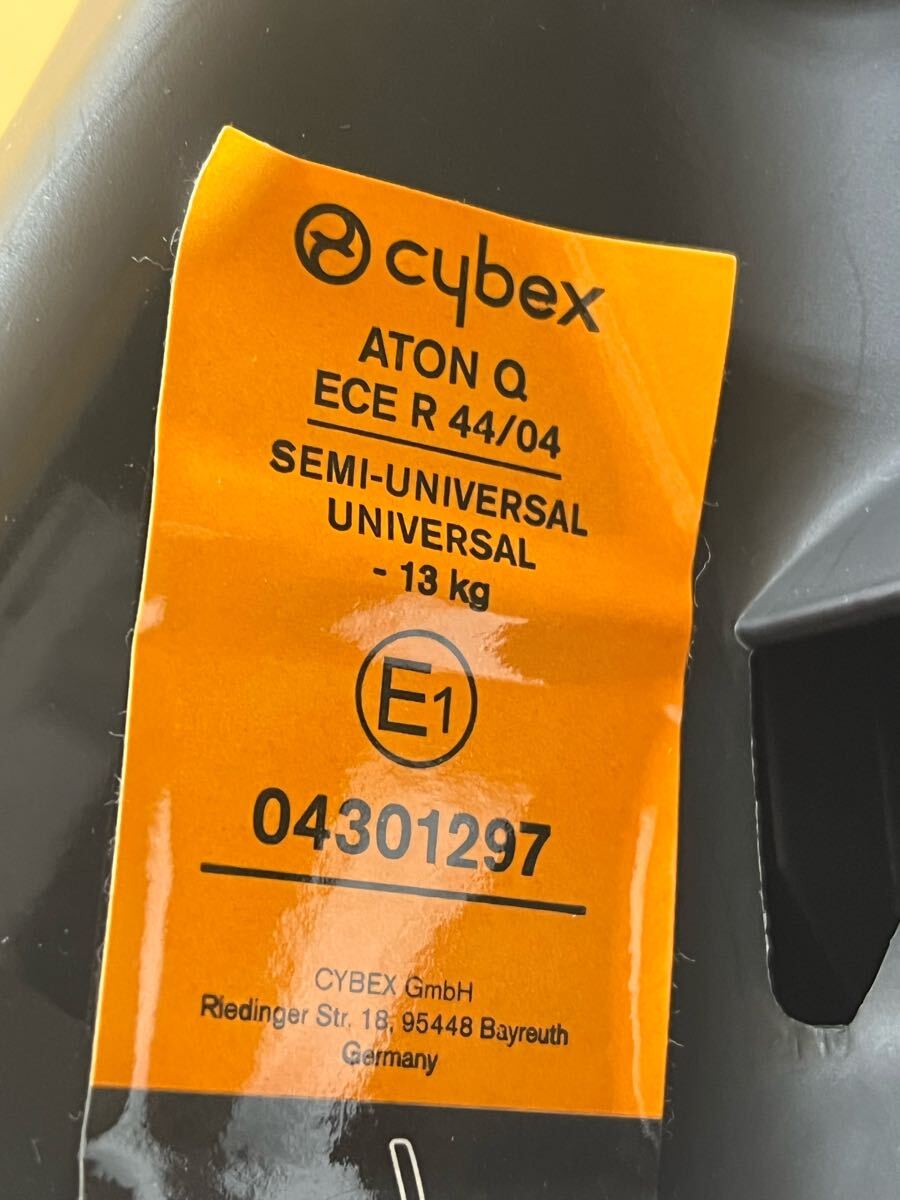 cybex
ATON Q
ECE R 44/04
SEMI-UNIVERSAL
UNIVERSAL
- 13 kg
E1
04301297
CYBEX GmbH
Riedinger Str. 18, 95448 Bayreuth
Germany